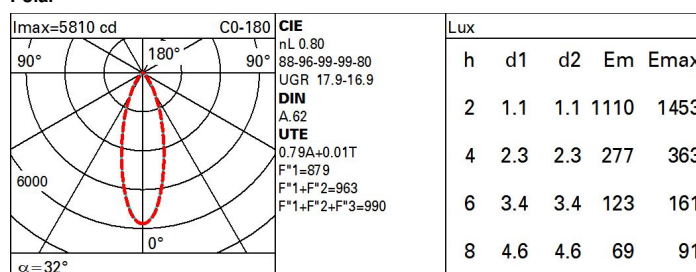 Imax=5810 cd
C0-180
90°
180°
90°
6000
0°
α=32°
CIE
nL 0.80
88-96-99-99-80
UGR 17.9-16.9
DIN
A.62
UTE
0.79A+0.01T
F"1=879
F"1+F"2=963
F"1+F"2+F"3=990
Lux
h d1 d2 Em Emax
2 1.1 1.1 1110 1453
4 2.3 2.3 277 363
6 3.4 3.4 123 161
8 4.6 4.6 69 91